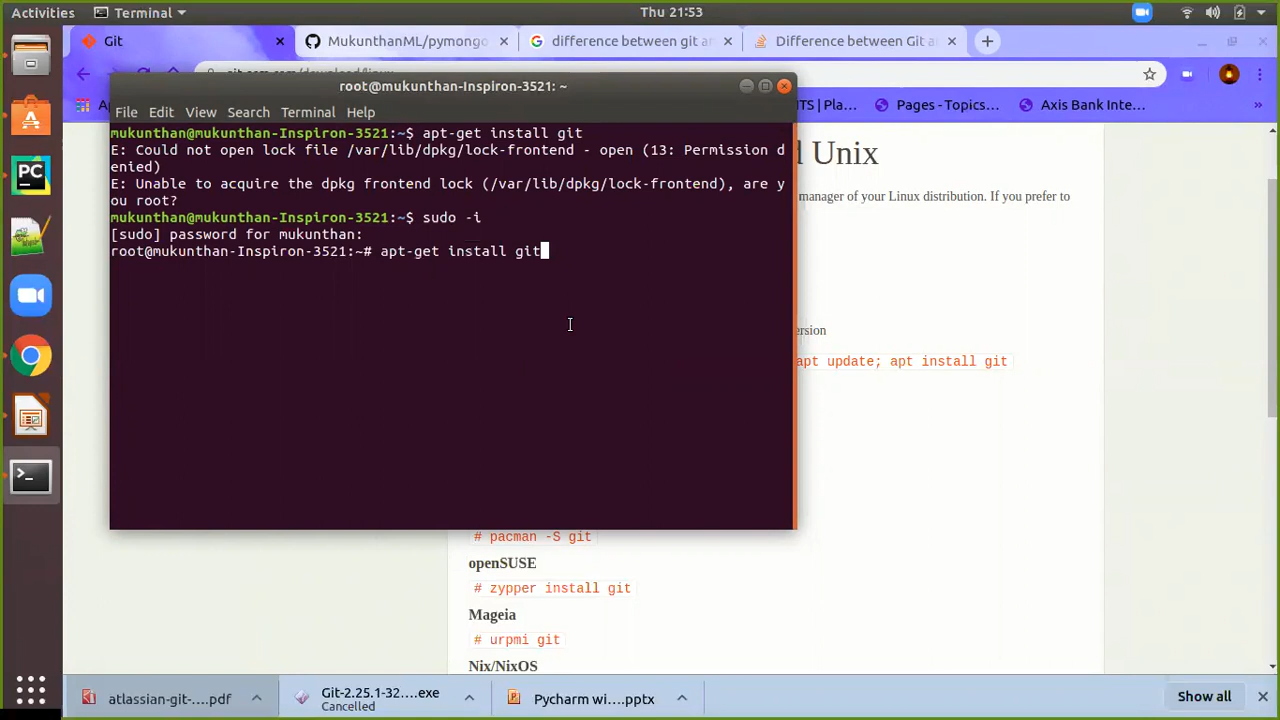 Activities
Terminal
Thu 21:53
Git
MukunthanML/pymongo
difference between git an
Difference between Git a
root@mukunthan-Inspiron-3521: ~
TS | Pla...
Pages - Topics...
Axis Bank Inte...
»
File Edit View Search Terminal Help
mukunthan@mukunthan-Inspiron-3521:~$ apt-get install git
E: Could not open lock file /var/lib/dpkg/lock-frontend - open (13: Permission d
enied)
E: Unable to acquire the dpkg frontend lock (/var/lib/dpkg/lock-frontend), are y
ou root?
mukunthan@mukunthan-Inspiron-3521:~$ sudo -i
[sudo] password for mukunthan:
root@mukunthan-Inspiron-3521:~# apt-get install git
d Unix
manager of your Linux distribution. If you prefer to
ersion
apt update; apt install git
# pacman -S git
openSUSE
# zypper install git
Mageia
# urpmi git
Nix/NixOS
atlassian-git-....pdf
Git-2.25.1-32....exe
Cancelled
Pycharm wi....pptx
Show all